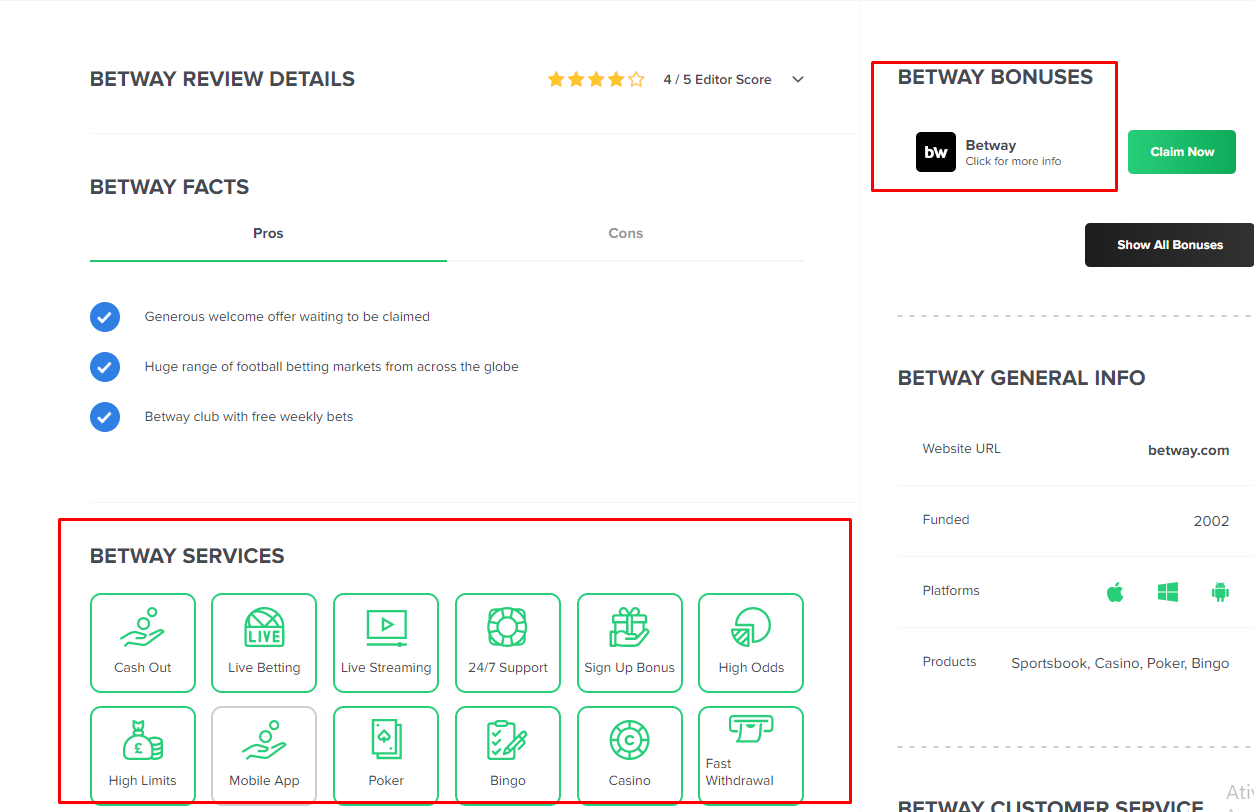 BETWAY REVIEW DETAILS
4 / 5 Editor Score
BETWAY FACTS
Pros
Cons
Generous welcome offer waiting to be claimed
Huge range of football betting markets from across the globe
Betway club with free weekly bets
BETWAY SERVICES
Cash Out
LIVE
Live Betting
Live Streaming
24/7 Support
Sign Up Bonus
High Odds
£
High Limits
Mobile App
Poker
Bingo
C
Casino
Fast
Withdrawal
BETWAY BONUSES
bw
Betway
Click for more info
Claim Now
Show All Bonuses
BETWAY GENERAL INFO
Website URL
betway.com
Funded
2002
Platforms
Products
Sportsbook, Casino, Poker, Bingo
BETWAY CUSTOMER SERVICE